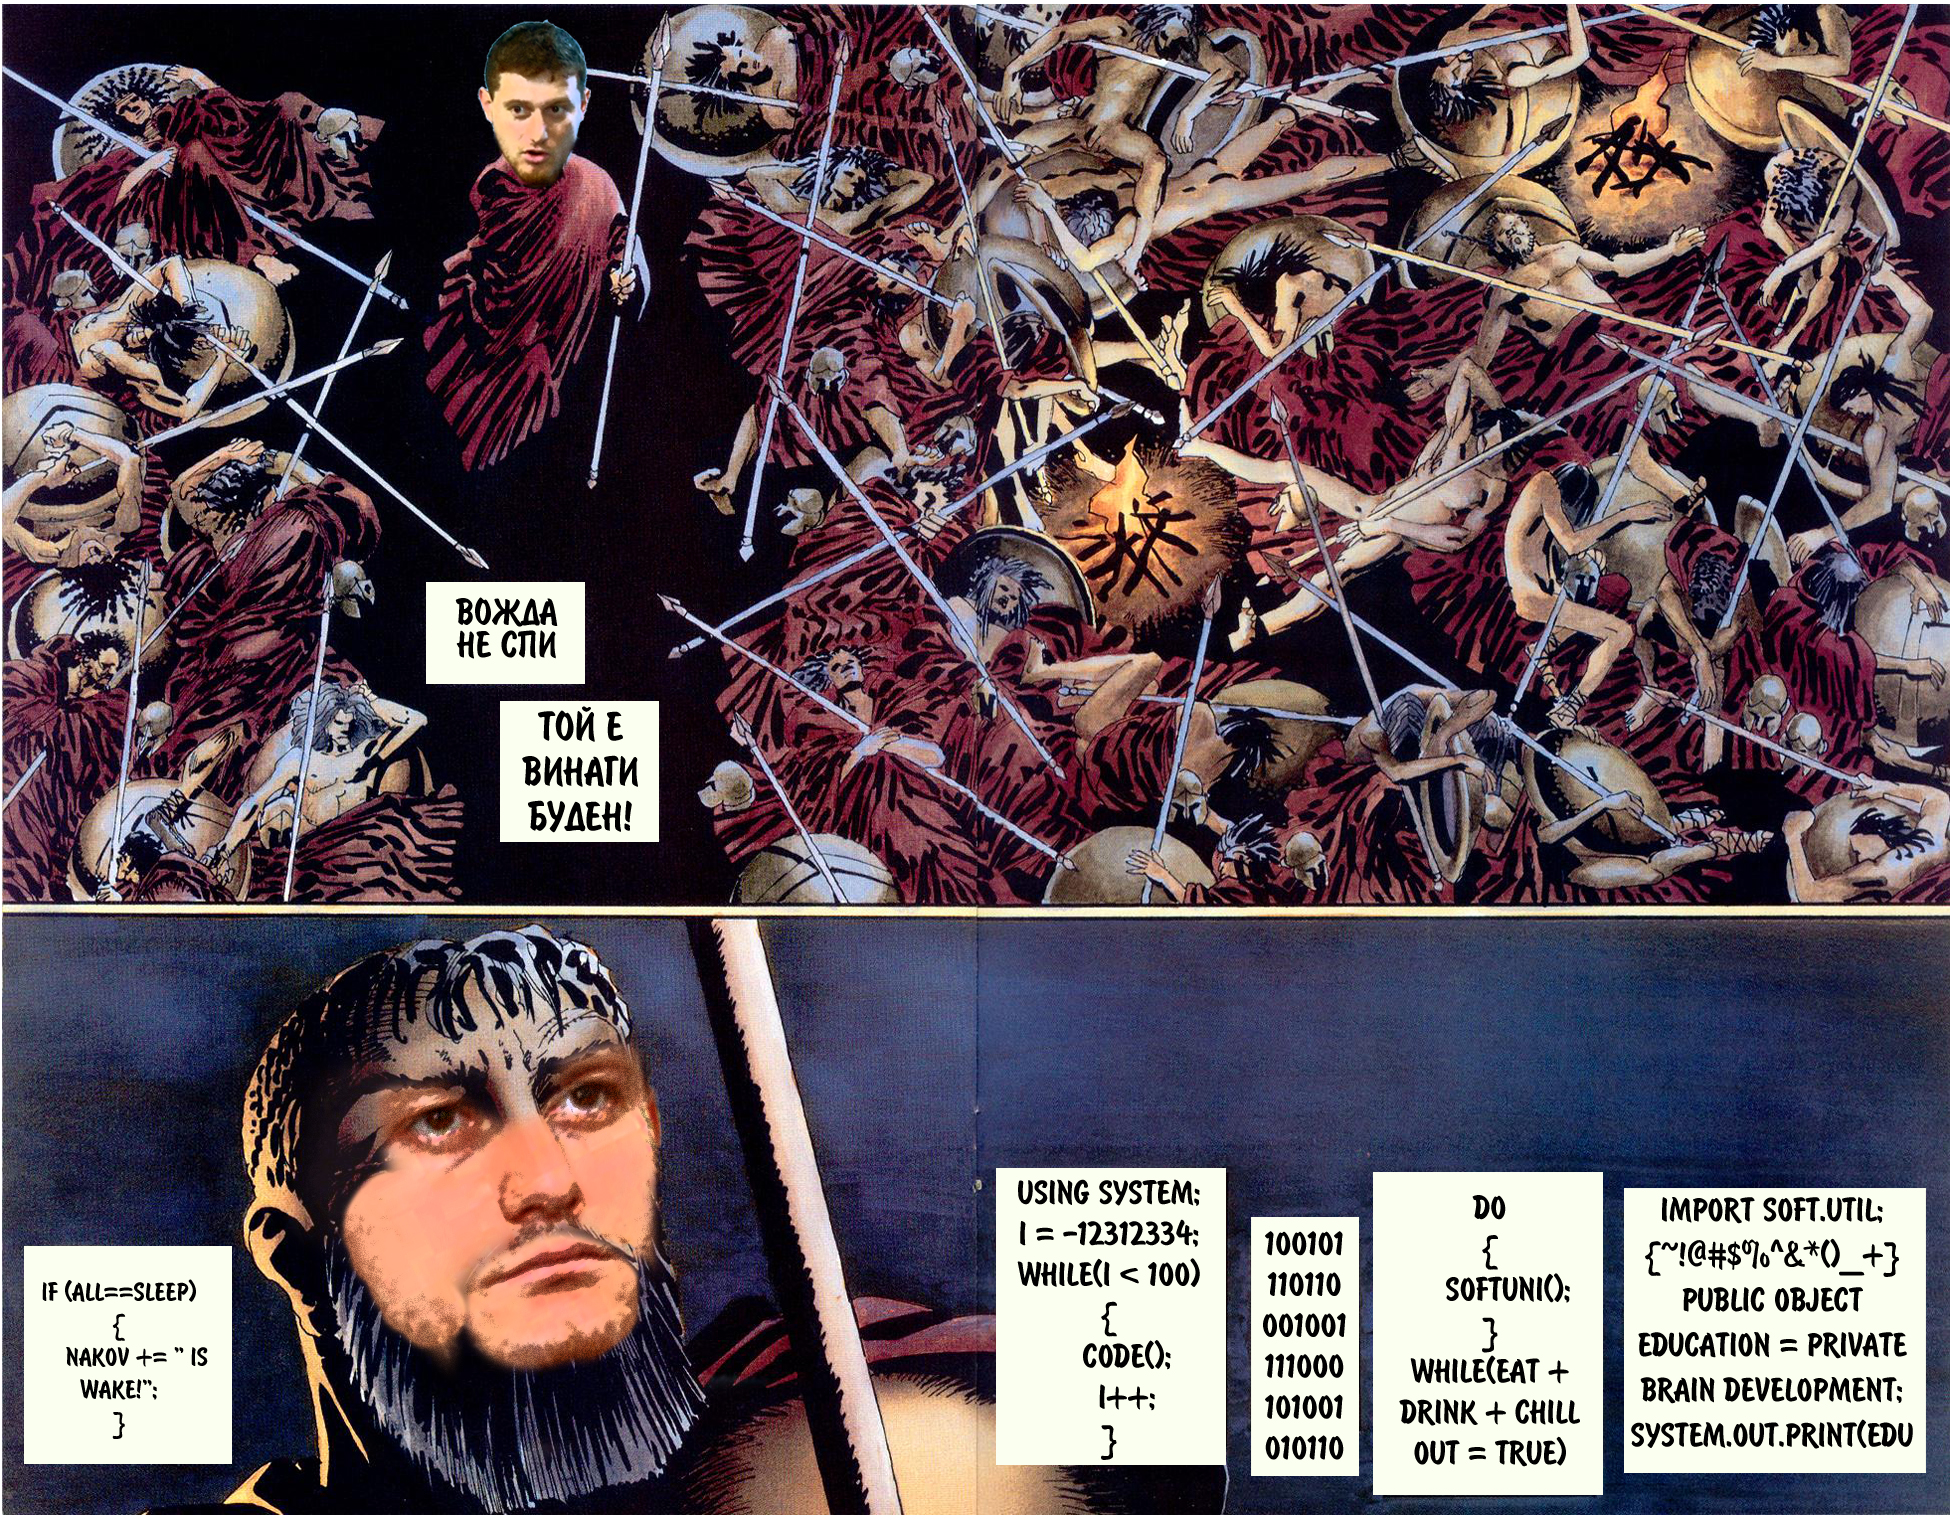 ВОЖДА
НЕ СПИ
ТОЙ Е
ВИНАГИ
БУДЕН!
IF (ALL==SLEEP)
{
NAKOV += " IS
WAKE!";
}
USING SYSTEM;
I = -12312334;
WHILE(I < 100)
{
CODE();
I++;
}
100101
110110
001001
111000
101001
010110
DO
{
SOFTUNI();
}
WHILE(EAT +
DRINK + CHILL
OUT = TRUE)
IMPORT SOFT.UTIL;
{~!@#$%^&*()_+}
PUBLIC OBJECT
EDUCATION = PRIVATE
BRAIN DEVELOPMENT;
SYSTEM.OUT.PRINT(EDU